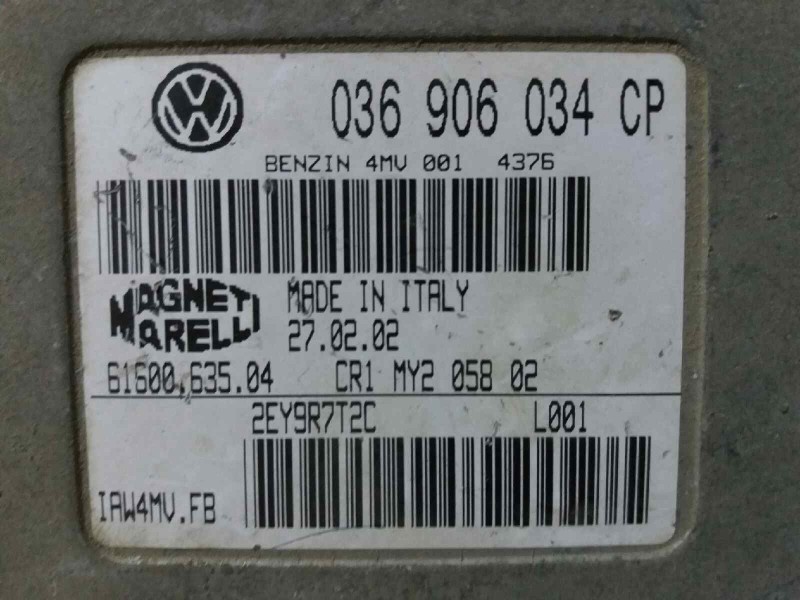 036 906 034 CP
BENZIN 4MV 001 4376
MAGNETI MARELLI
MADE IN ITALY
27.02.02
61600.635.04 CR1 MY2 058 02
2EY9R7T2C L001
IAW4MV.FB